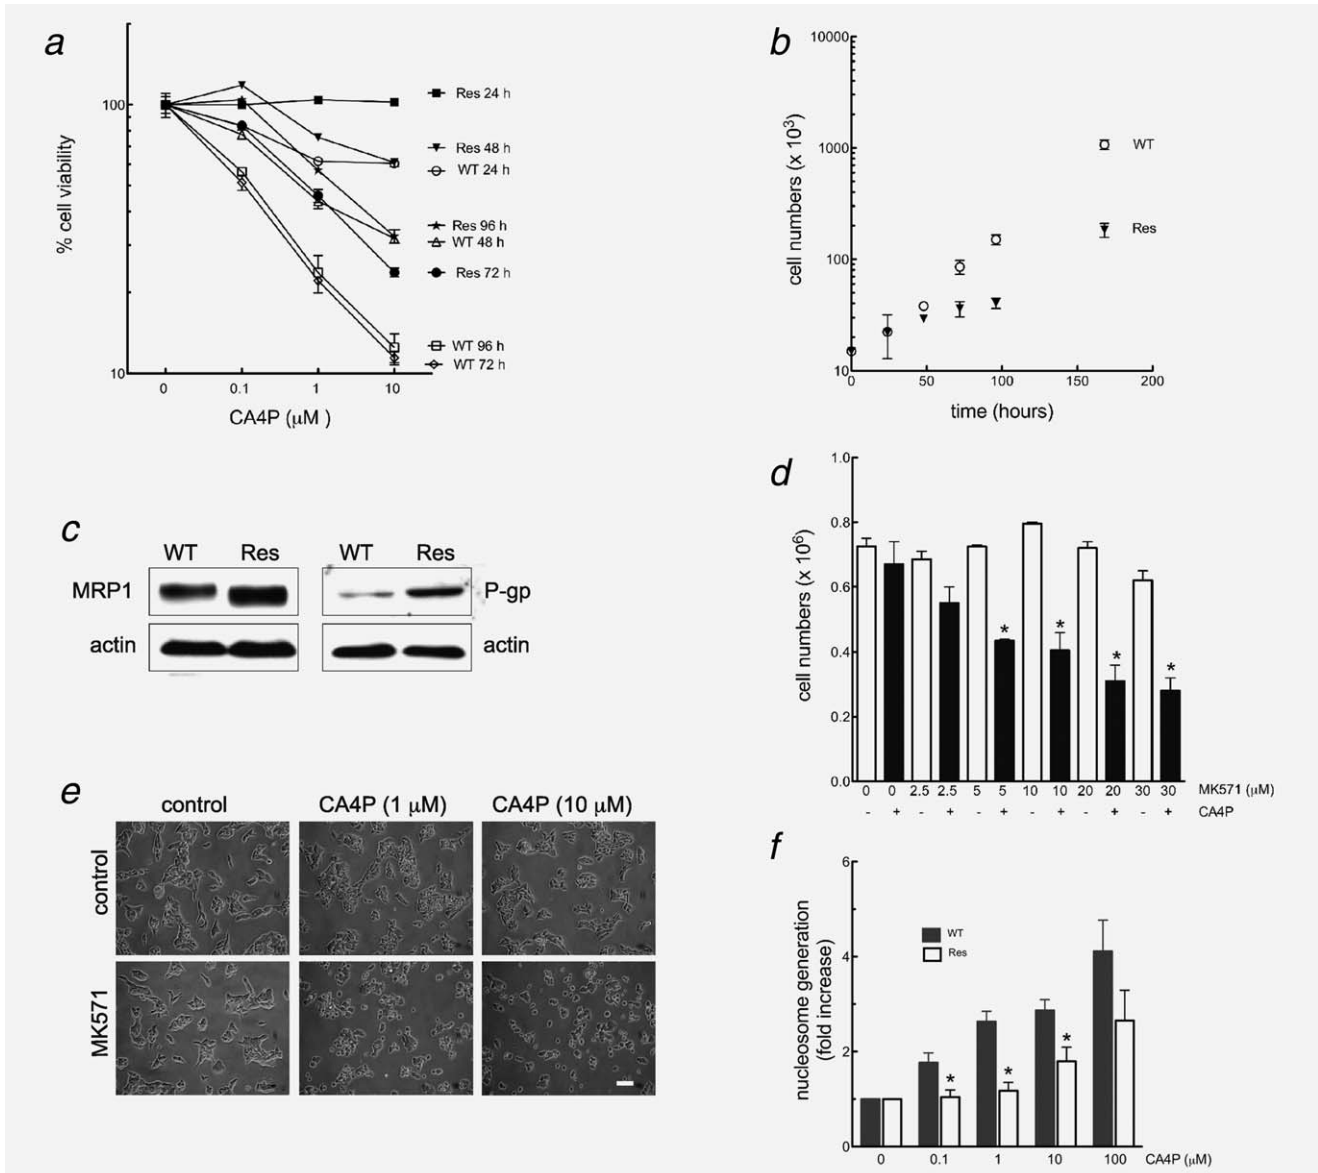 a
100
10
% cell viability
0
0.1
1
10
CA4P (μM )
Res 24 h
Res 48 h
WT 24 h
Res 96 h
WT 48 h
Res 72 h
WT 96 h
WT 72 h
b
10000
1000
100
10
cell numbers (x 10³)
0
50
100
150
200
time (hours)
WT
Res
c
WT Res
WT Res
MRP1
P-gp
actin
actin
d
1.0
0.8
0.6
0.4
0.2
0.0
cell numbers (x 10⁶)
* * * *
0 0 2.5 2.5 5 5 10 10 20 20 30 30 MK571 (μM)
- + - + - + - + - + - + CA4P
e
control CA4P (1 μM) CA4P (10 μM)
control
MK571
f
6
4
2
0
nucleosome generation
(fold increase)
WT
Res
* * *
0 0.1 1 10 100 CA4P (μM)